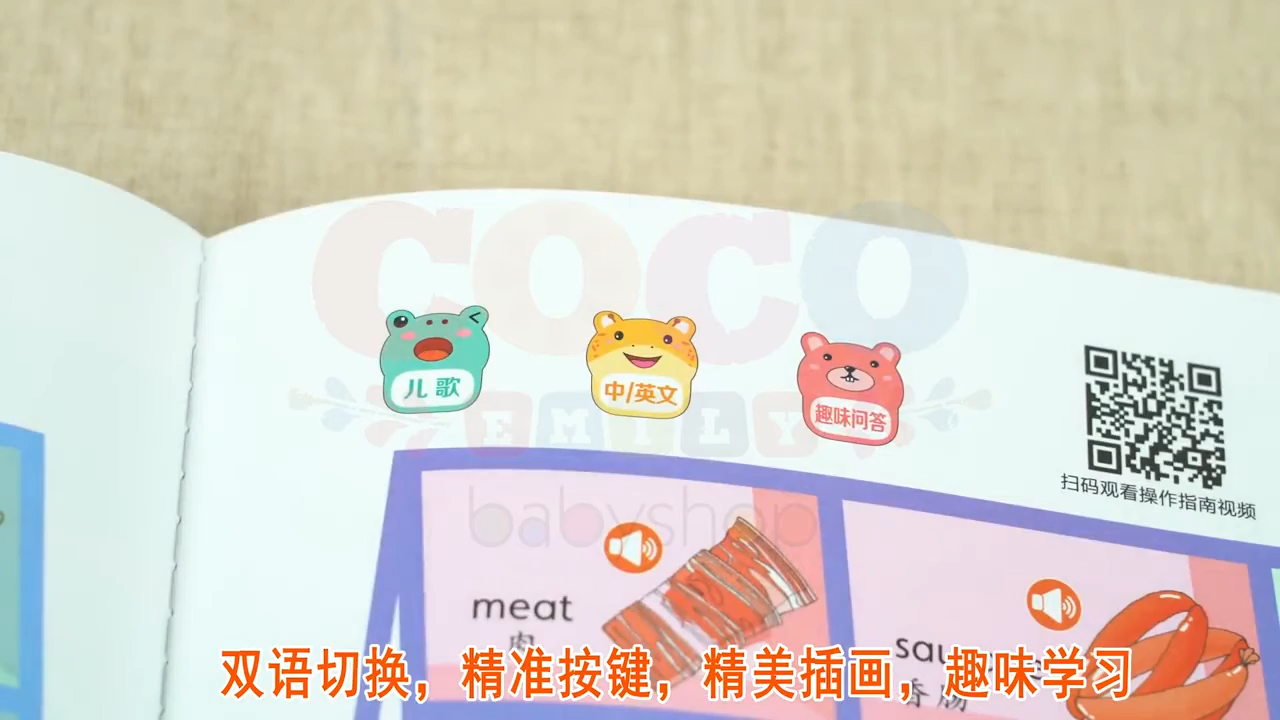 COCO
EMILY
babyshop
儿歌
中/英文
趣味问答
扫码观看操作指南视频
meat
肉
香肠
双语切换，精准按键，精美插画，趣味学习